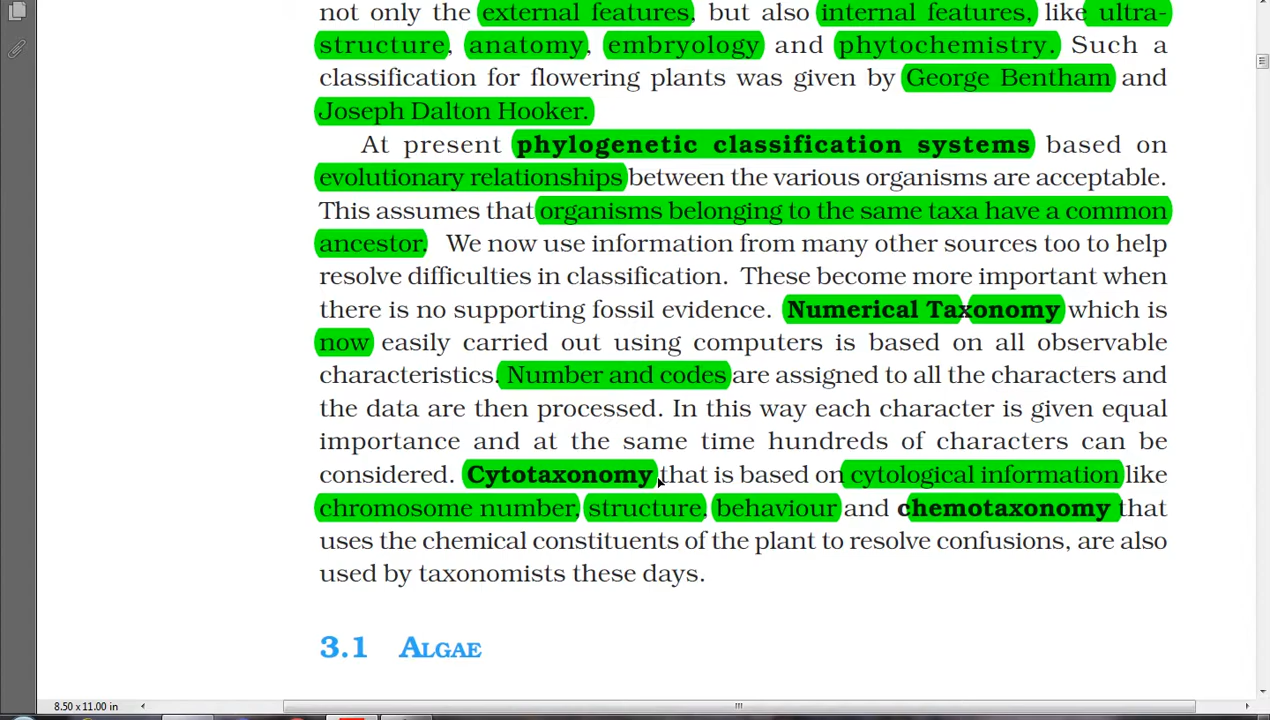 not only the external features, but also internal features, like ultra-
structure, anatomy, embryology and phytochemistry. Such a
classification for flowering plants was given by George Bentham and
Joseph Dalton Hooker.
At present phylogenetic classification systems based on
evolutionary relationships between the various organisms are acceptable.
This assumes that organisms belonging to the same taxa have a common
ancestor. We now use information from many other sources too to help
resolve difficulties in classification. These become more important when
there is no supporting fossil evidence. Numerical Taxonomy which is
now easily carried out using computers is based on all observable
characteristics. Number and codes are assigned to all the characters and
the data are then processed. In this way each character is given equal
importance and at the same time hundreds of characters can be
considered. Cytotaxonomy that is based on cytological information like
chromosome number, structure, behaviour and chemotaxonomy that
uses the chemical constituents of the plant to resolve confusions, are also
used by taxonomists these days.
3.1 ALGAE
8.50 x 11.00 in